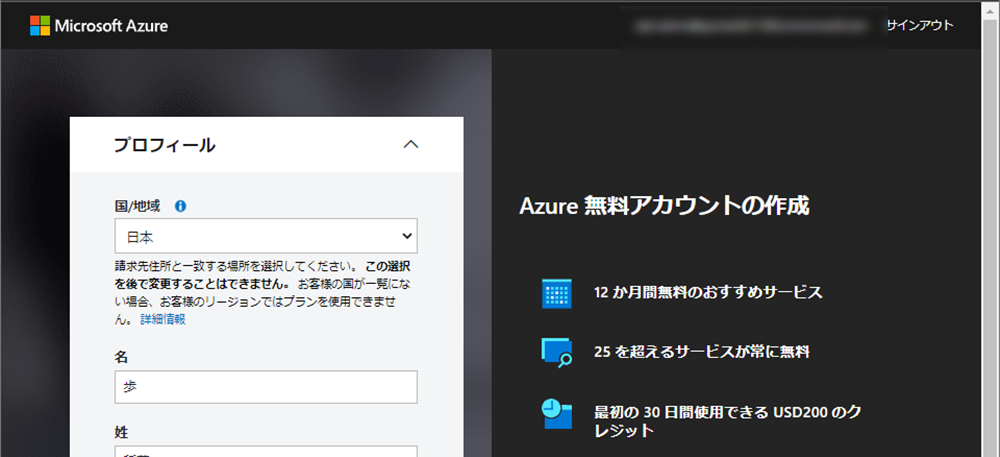 Microsoft Azure
サインアウト
プロフィール
国/地域
日本
請求先住所と一致する場所を選択してください。 この選択
を後で変更することはできません。 お客様の国が一覧にな
い場合、お客様のリージョンではプランを使用できませ
ん。 詳細情報
名
歩
姓
Azure 無料アカウントの作成
12 か月間無料のおすすめサービス
25 を超えるサービスが常に無料
最初の 30 日間使用できる USD200 のク
レジット